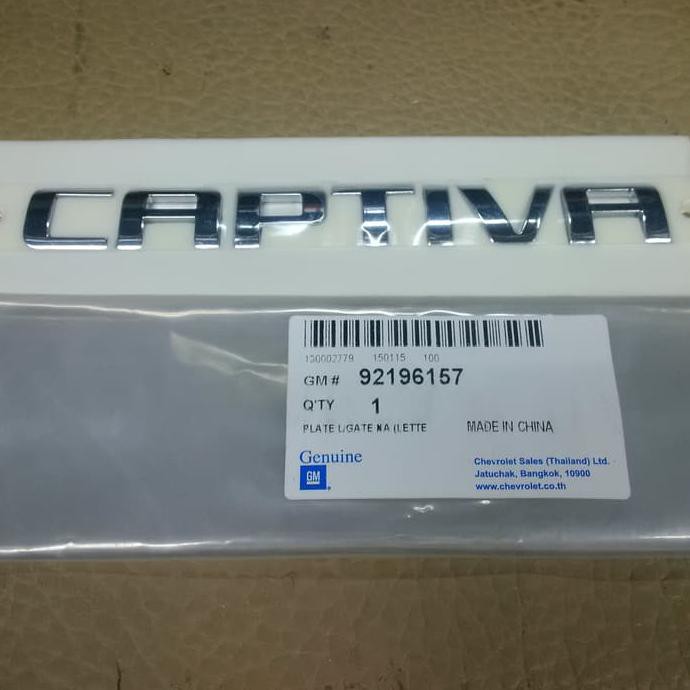 CAPTIVA
130002779 150115 100
GM # 92196157
Q'TY 1
PLATE L/GATE NA (LETTE MADE IN CHINA
Genuine
GM
Chevrolet Sales (Thailand) Ltd.
Jatuchak, Bangkok, 10900
www.chevrolet.co.th